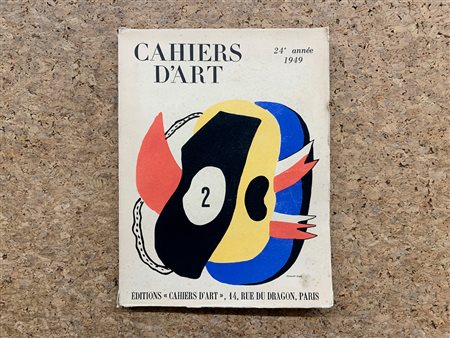 CAHIERS
D'ART
24e année
1949
2
EDITIONS « CAHIERS D'ART », 14, RUE DU DRAGON, PARIS